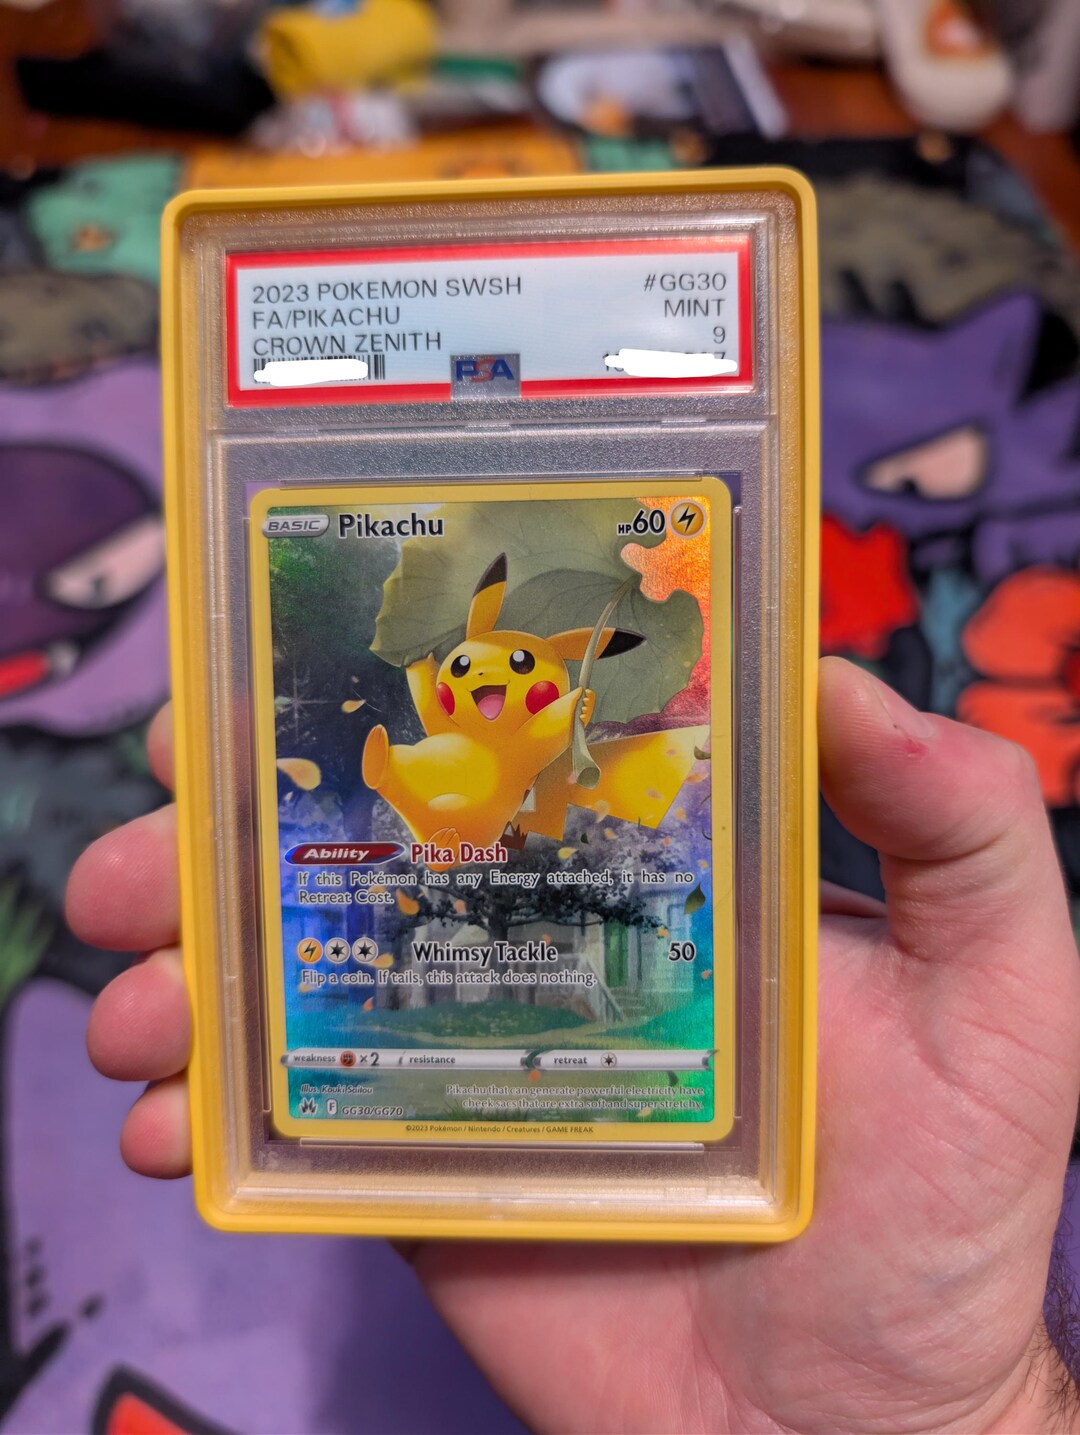 2023 POKEMON SWSH #GG30
FA/PIKACHU MINT
CROWN ZENITH 9
PSA
BASIC Pikachu HP60
Ability Pika Dash
If this Pokémon has any Energy attached, it has no
Retreat Cost.
Whimsy Tackle 50
Flip a coin. If tails, this attack does nothing.
weakness ×2 resistance retreat
Illus. Kouki Saitou
Pikachu that can generate powerful electricity have
cheek sacs that are extra soft and super stretchy.
F GG30/GG70
©2023 Pokémon / Nintendo / Creatures / GAME FREAK